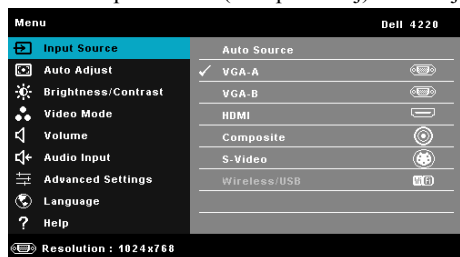 Menu Dell 4220
Input Source
Auto Adjust
Brightness/Contrast
Video Mode
Volume
Audio Input
Advanced Settings
Language
Help
Auto Source
VGA-A
VGA-B
HDMI
Composite
S-Video
Wireless/USB
Resolution : 1024x768